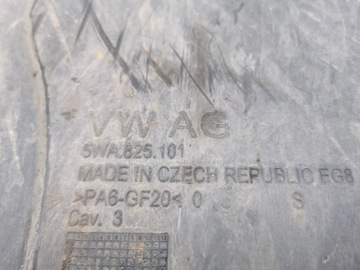 VW AG
5WA.825.101
MADE IN CZECH REPUBLIC EG8
>PA6-GF20< 0 S
Cav. 3